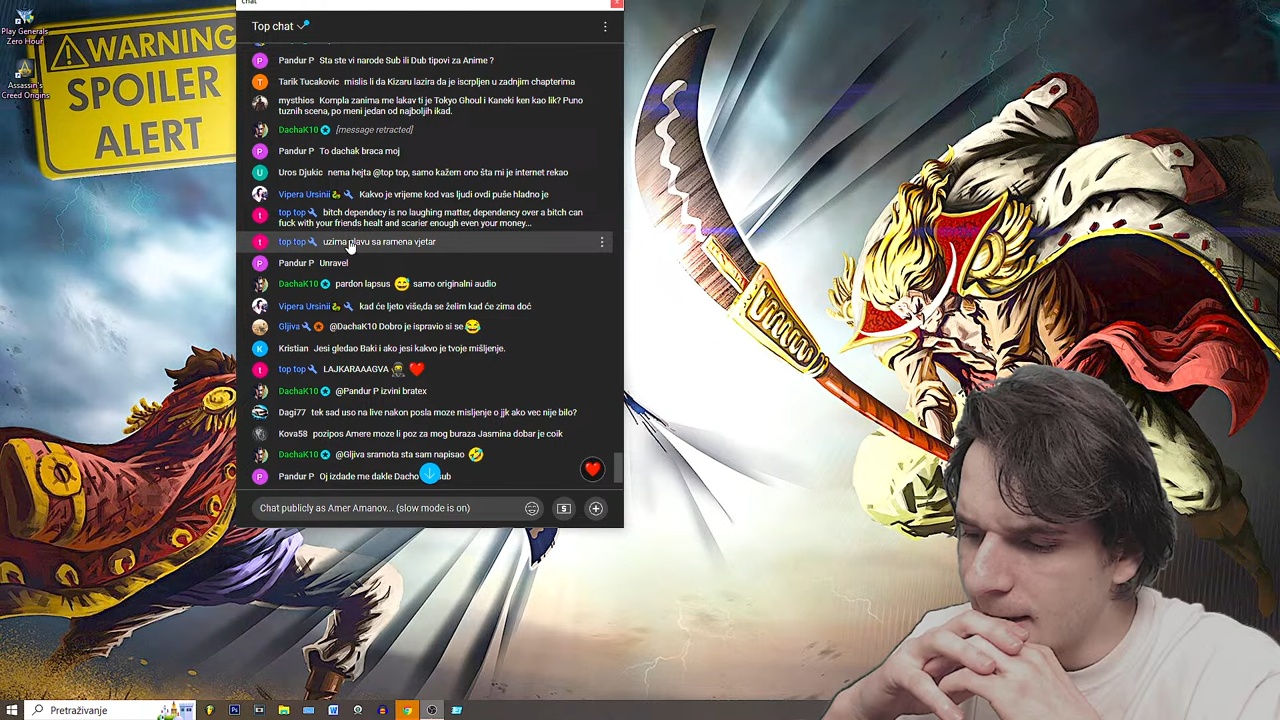 chat
Top chat
Play Generals
Zero Hour
Assassin's
Creed Origins
WARNING
SPOILER
ALERT
Pandur P Sta ste vi narode Sub ili Dub tipovi za Anime ?
Tarik Tucakovic mislis li da Kizaru lazira da je iscrpljen u zadnjim chapterima
mysthios Kompla zanima me lakav ti je Tokyo Ghoul i Kaneki ken kao lik? Puno
tuznih scena, po meni jedan od najboljih ikad.
DachaK10 [message retracted]
Pandur P To dachak braca moj
Uros Djukic nema hejta @top top, samo kažem ono šta mi je internet rekao
Vipera Ursinii Kakvo je vrijeme kod vas ljudi ovdi puše hladno je
top top bitch dependecy is no laughing matter, dependency over a bitch can
fuck with your friends healt and scarier enough even your money...
top top uzima plavu sa ramena vjetar
Pandur P Unravel
DachaK10 pardon lapsus 😅 samo originalni audio
Vipera Ursinii kad će ljeto više,da se želim kad će zima doć
Gljiva @DachaK10 Dobro je ispravio si se 😂
Kristian Jesi gledao Baki i ako jesi kakvo je tvoje mišljenje.
top top LAJKARAAAGVA ❤️
DachaK10 @Pandur P izvini bratex
Dagi77 tek sad uso na live nakon posla moze misljenje o jjk ako vec nije bilo?
Kova58 pozipos Amere moze li poz za mog buraza Jasmina dobar je coik
DachaK10 @Gljiva sramota sta sam napisao 🤣
Pandur P Oj izdade me dakle Dacho sub
Chat publicly as Amer Amanov... (slow mode is on)
Pretraživanje